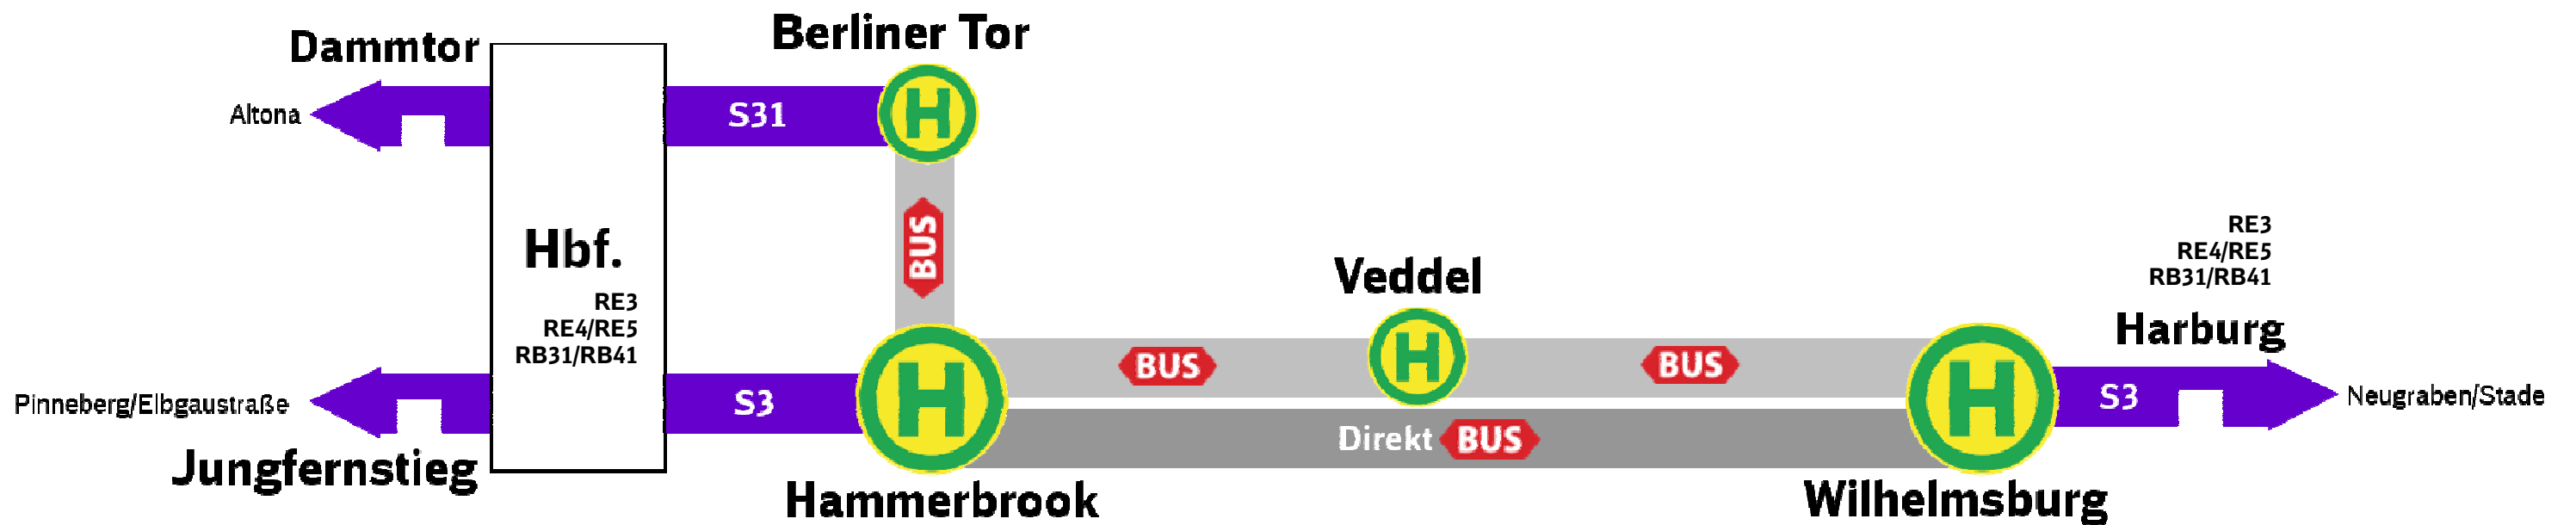 Dammtor
Berliner Tor
Altona
S31
H
BUS
Hbf.
RE3
RE4/RE5
RB31/RB41
Pinneberg/Elbgaustraße
S3
H
Jungfernstieg
Hammerbrook
Veddel
BUS
H
BUS
Direkt BUS
H
Wilhelmsburg
RE3
RE4/RE5
RB31/RB41
Harburg
S3
Neugraben/Stade